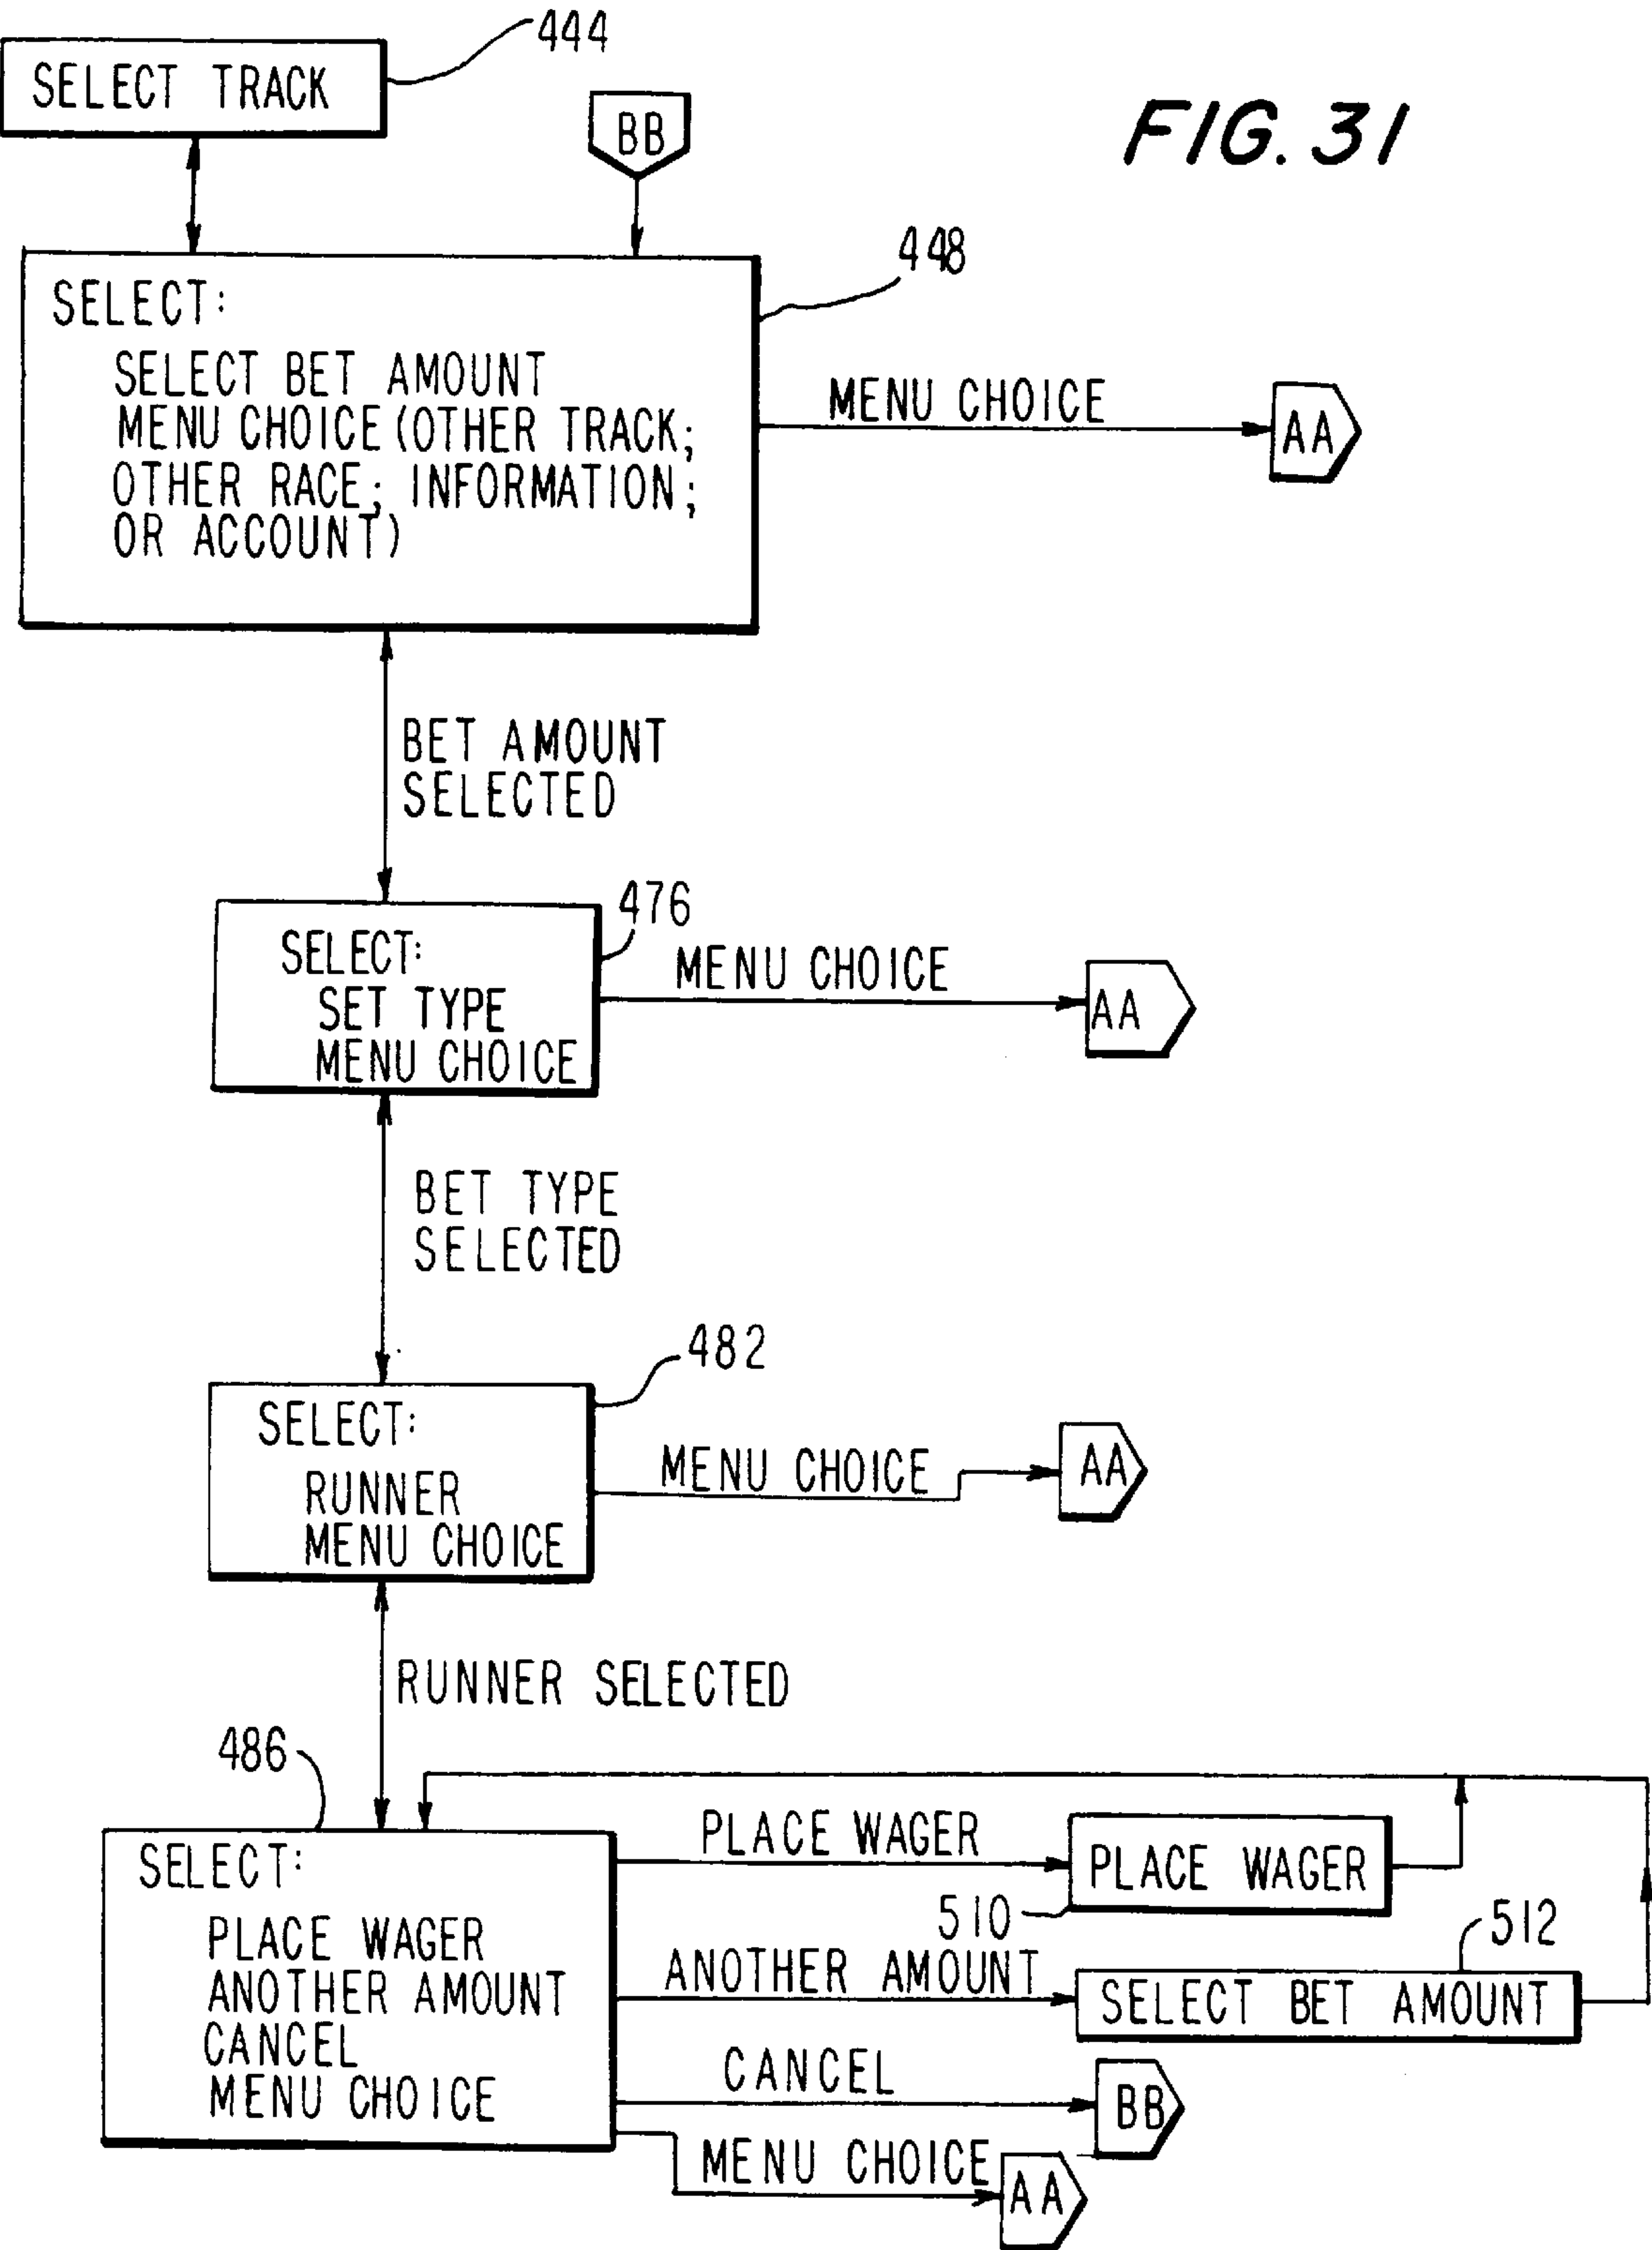 444
SELECT TRACK
BB
FIG. 31
448
SELECT:
SELECT BET AMOUNT
MENU CHOICE (OTHER TRACK;
OTHER RACE; INFORMATION;
OR ACCOUNT)
MENU CHOICE
AA
BET AMOUNT
SELECTED
476
SELECT:
SET TYPE
MENU CHOICE
MENU CHOICE
AA
BET TYPE
SELECTED
482
SELECT:
RUNNER
MENU CHOICE
MENU CHOICE
AA
RUNNER SELECTED
486
SELECT:
PLACE WAGER
ANOTHER AMOUNT
CANCEL
MENU CHOICE
PLACE WAGER
PLACE WAGER
510
512
ANOTHER AMOUNT
SELECT BET AMOUNT
CANCEL
BB
MENU CHOICE
AA